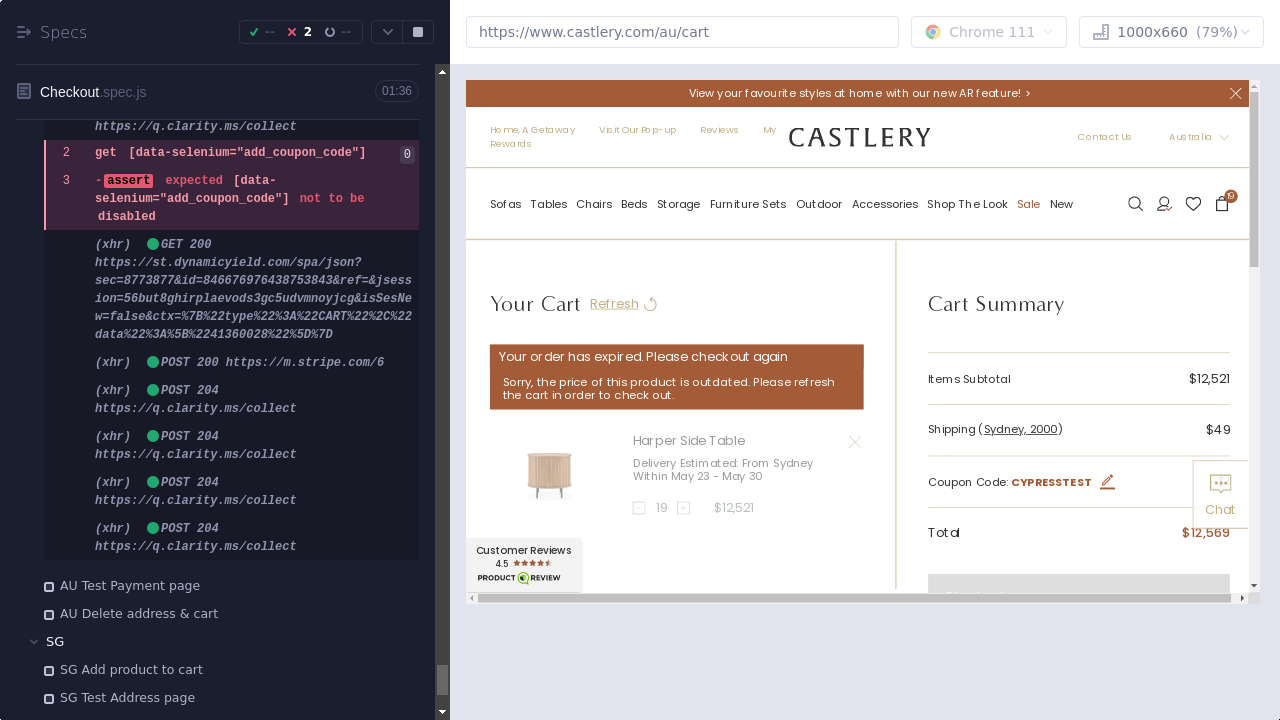 Specs
-- 2 --
Checkout.spec.js
01:36
https://q.clarity.ms/collect
2 get [data-selenium="add_coupon_code"] 0
3 -assert expected [data-
selenium="add_coupon_code"] not to be
disabled
(xhr) GET 200
https://st.dynamicyield.com/spa/json?
sec=8773877&id=846676976438753843&ref=&jsess
ion=56but8ghirplaevods3gc5udvmnoyjcg&isSesNe
w=false&ctx=%7B%22type%22%3A%22CART%22%2C%22
data%22%3A%5B%2241360028%22%5D%7D
(xhr) POST 200 https://m.stripe.com/6
(xhr) POST 204
https://q.clarity.ms/collect
(xhr) POST 204
https://q.clarity.ms/collect
(xhr) POST 204
https://q.clarity.ms/collect
(xhr) POST 204
https://q.clarity.ms/collect
AU Test Payment page
AU Delete address & cart
SG
SG Add product to cart
SG Test Address page
https://www.castlery.com/au/cart
Chrome 111
1000x660 (79%)
View your favourite styles at home with our new AR feature! >
Home, A Getaway Visit Our Pop-up Reviews My
Rewards
CASTLERY
Contact Us
Australia
Sofas Tables Chairs Beds Storage Furniture Sets Outdoor Accessories Shop The Look Sale New
19
Your Cart Refresh
Your order has expired. Please checkout again
Sorry, the price of this product is outdated. Please refresh
the cart in order to check out.
Harper Side Table
Delivery Estimated: From Sydney
Within May 23 - May 30
- 19 + $12,521
Customer Reviews
4.5
PRODUCT REVIEW
Cart Summary
Items Subtotal $12,521
Shipping (Sydney, 2000) $49
Coupon Code: CYPRESSTEST
Chat
Total $12,569